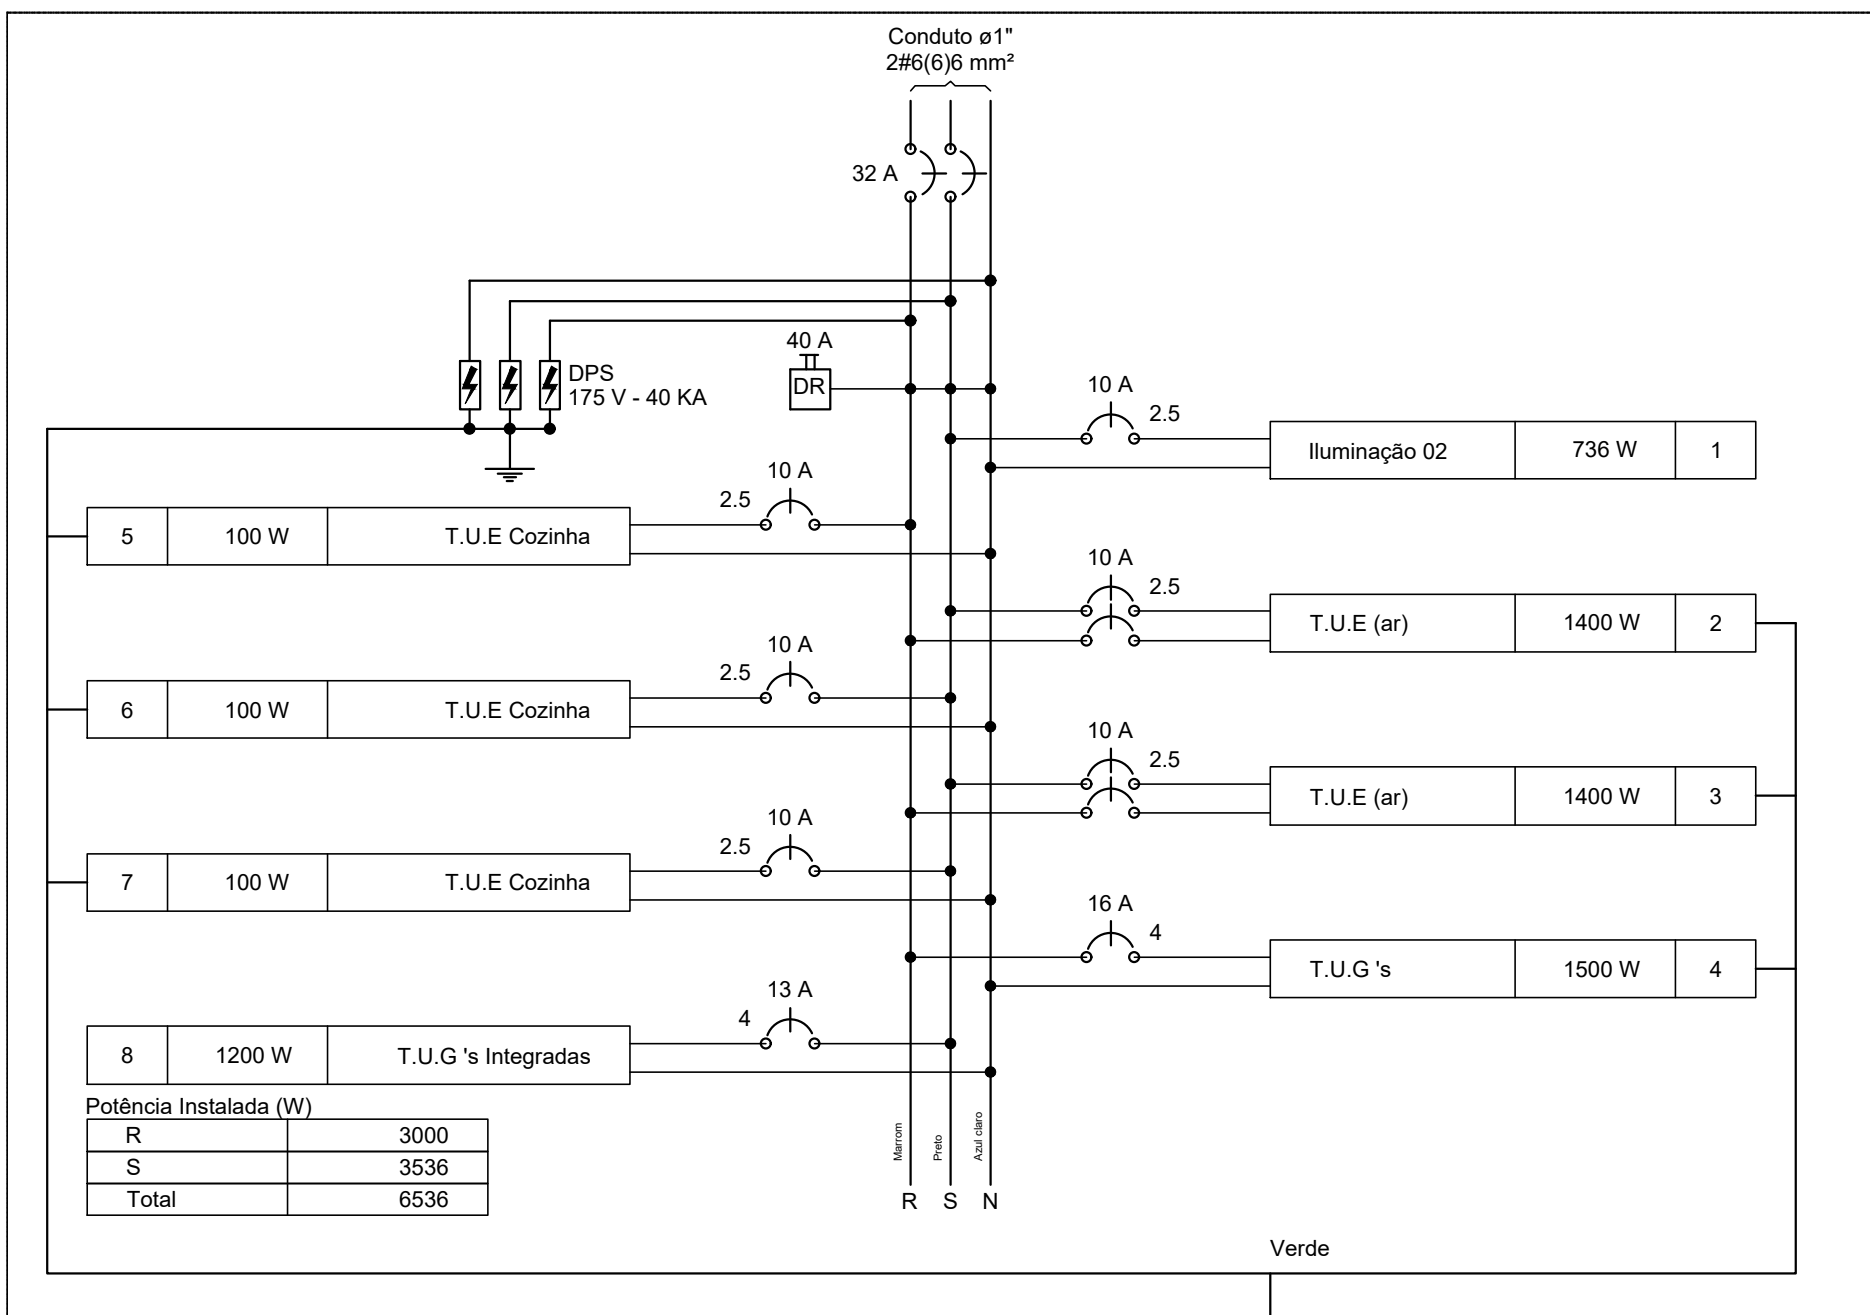 Conduto ø1"
2#6(6)6 mm²
32 A
40 A
DR
DPS
175 V - 40 KA
10 A
2.5
Iluminação 02 736 W 1
10 A
2.5
5 100 W T.U.E Cozinha
10 A
2.5
T.U.E (ar) 1400 W 2
10 A
2.5
6 100 W T.U.E Cozinha
10 A
2.5
T.U.E (ar) 1400 W 3
10 A
2.5
7 100 W T.U.E Cozinha
16 A
4
T.U.G 's 1500 W 4
13 A
4
8 1200 W T.U.G 's Integradas
Potência Instalada (W)
R 3000
S 3536
Total 6536
Marrom
Preto
Azul claro
R S N
Verde